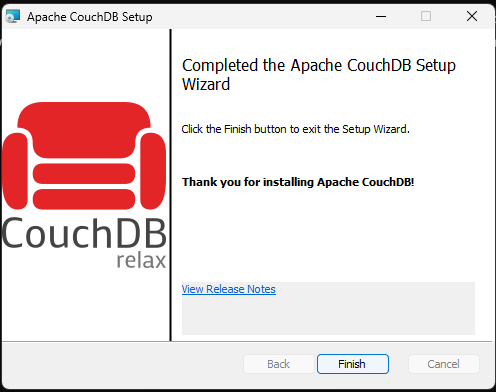 Apache CouchDB Setup
Completed the Apache CouchDB Setup
Wizard
Click the Finish button to exit the Setup Wizard.
Thank you for installing Apache CouchDB!
CouchDB
relax
View Release Notes
Back
Finish
Cancel